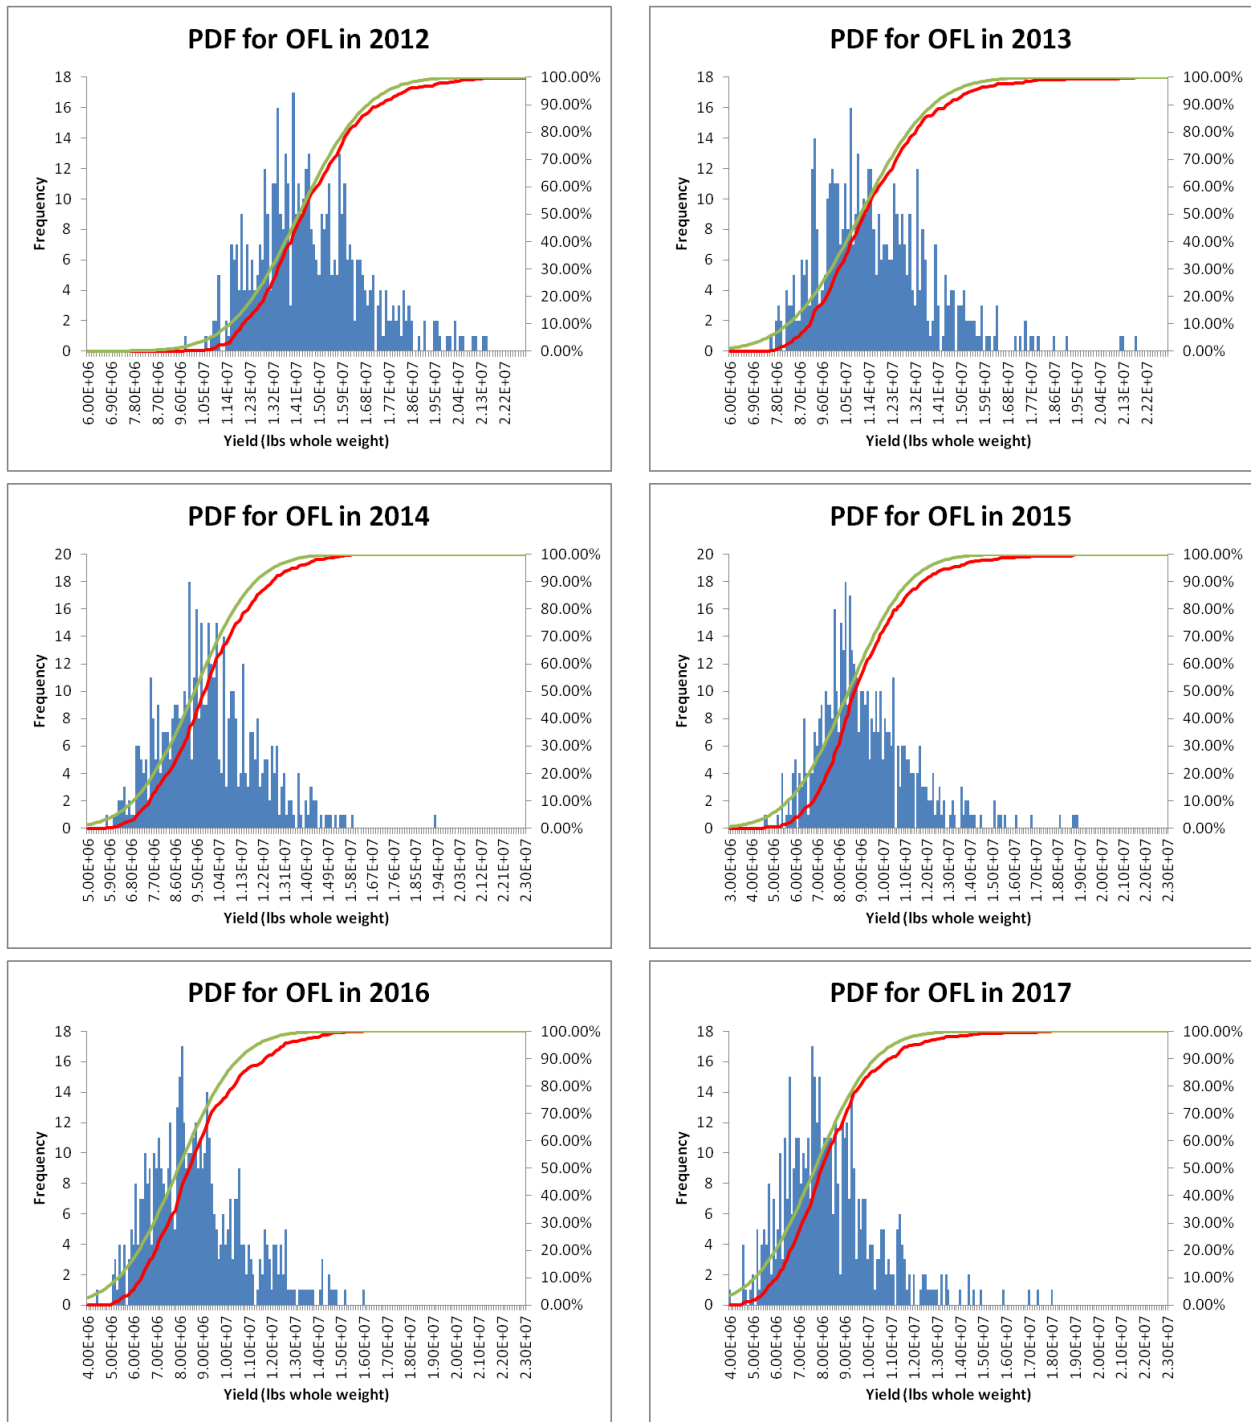 PDF for OFL in 2012
18
16
14
12
10
8
6
4
2
0
Frequency
100.00%
90.00%
80.00%
70.00%
60.00%
50.00%
40.00%
30.00%
20.00%
10.00%
0.00%
6.00E+06
6.90E+06
7.80E+06
8.70E+06
9.60E+06
1.05E+07
1.14E+07
1.23E+07
1.32E+07
1.41E+07
1.50E+07
1.59E+07
1.68E+07
1.77E+07
1.86E+07
1.95E+07
2.04E+07
2.13E+07
2.22E+07
Yield (lbs whole weight)
PDF for OFL in 2013
18
16
14
12
10
8
6
4
2
0
Frequency
100.00%
90.00%
80.00%
70.00%
60.00%
50.00%
40.00%
30.00%
20.00%
10.00%
0.00%
6.00E+06
6.90E+06
7.80E+06
8.70E+06
9.60E+06
1.05E+07
1.14E+07
1.23E+07
1.32E+07
1.41E+07
1.50E+07
1.59E+07
1.68E+07
1.77E+07
1.86E+07
1.95E+07
2.04E+07
2.13E+07
2.22E+07
Yield (lbs whole weight)
PDF for OFL in 2014
20
18
16
14
12
10
8
6
4
2
0
Frequency
100.00%
90.00%
80.00%
70.00%
60.00%
50.00%
40.00%
30.00%
20.00%
10.00%
0.00%
5.00E+06
5.90E+06
6.80E+06
7.70E+06
8.60E+06
9.50E+06
1.04E+07
1.13E+07
1.22E+07
1.31E+07
1.40E+07
1.49E+07
1.58E+07
1.67E+07
1.76E+07
1.85E+07
1.94E+07
2.03E+07
2.12E+07
2.21E+07
2.30E+07
Yield (lbs whole weight)
PDF for OFL in 2015
20
18
16
14
12
10
8
6
4
2
0
Frequency
100.00%
90.00%
80.00%
70.00%
60.00%
50.00%
40.00%
30.00%
20.00%
10.00%
0.00%
3.00E+06
4.00E+06
5.00E+06
6.00E+06
7.00E+06
8.00E+06
9.00E+06
1.00E+07
1.10E+07
1.20E+07
1.30E+07
1.40E+07
1.50E+07
1.60E+07
1.70E+07
1.80E+07
1.90E+07
2.00E+07
2.10E+07
2.20E+07
2.30E+07
Yield (lbs whole weight)
PDF for OFL in 2016
18
16
14
12
10
8
6
4
2
0
Frequency
100.00%
90.00%
80.00%
70.00%
60.00%
50.00%
40.00%
30.00%
20.00%
10.00%
0.00%
4.00E+06
5.00E+06
6.00E+06
7.00E+06
8.00E+06
9.00E+06
1.00E+07
1.10E+07
1.20E+07
1.30E+07
1.40E+07
1.50E+07
1.60E+07
1.70E+07
1.80E+07
1.90E+07
2.00E+07
2.10E+07
2.20E+07
2.30E+07
Yield (lbs whole weight)
PDF for OFL in 2017
18
16
14
12
10
8
6
4
2
0
Frequency
100.00%
90.00%
80.00%
70.00%
60.00%
50.00%
40.00%
30.00%
20.00%
10.00%
0.00%
4.00E+06
5.00E+06
6.00E+06
7.00E+06
8.00E+06
9.00E+06
1.00E+07
1.10E+07
1.20E+07
1.30E+07
1.40E+07
1.50E+07
1.60E+07
1.70E+07
1.80E+07
1.90E+07
2.00E+07
2.10E+07
2.20E+07
2.30E+07
Yield (lbs whole weight)